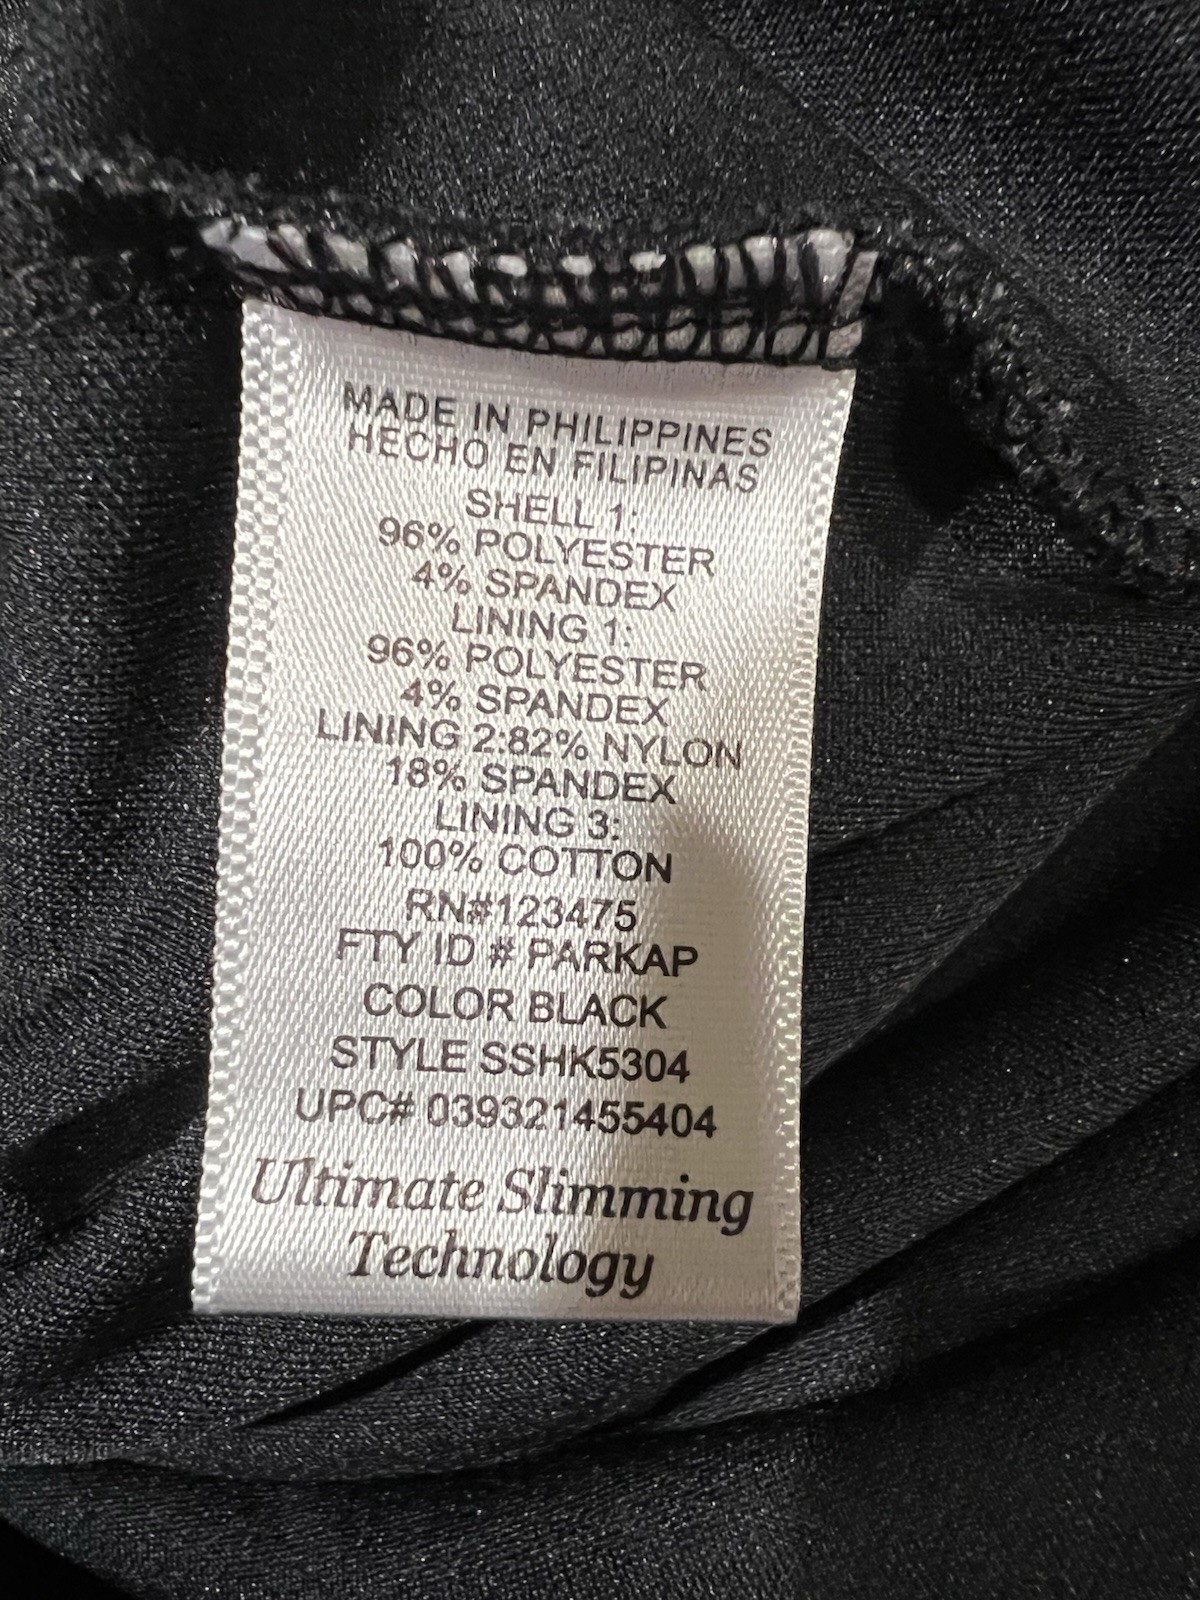 MADE IN PHILIPPINES
HECHO EN FILIPINAS
SHELL 1:
96% POLYESTER
4% SPANDEX
LINING 1:
96% POLYESTER
4% SPANDEX
LINING 2:82% NYLON
18% SPANDEX
LINING 3:
100% COTTON
RN#123475
FTY ID # PARKAP
COLOR BLACK
STYLE SSHK5304
UPC# 039321455404
Ultimate Slimming
Technology